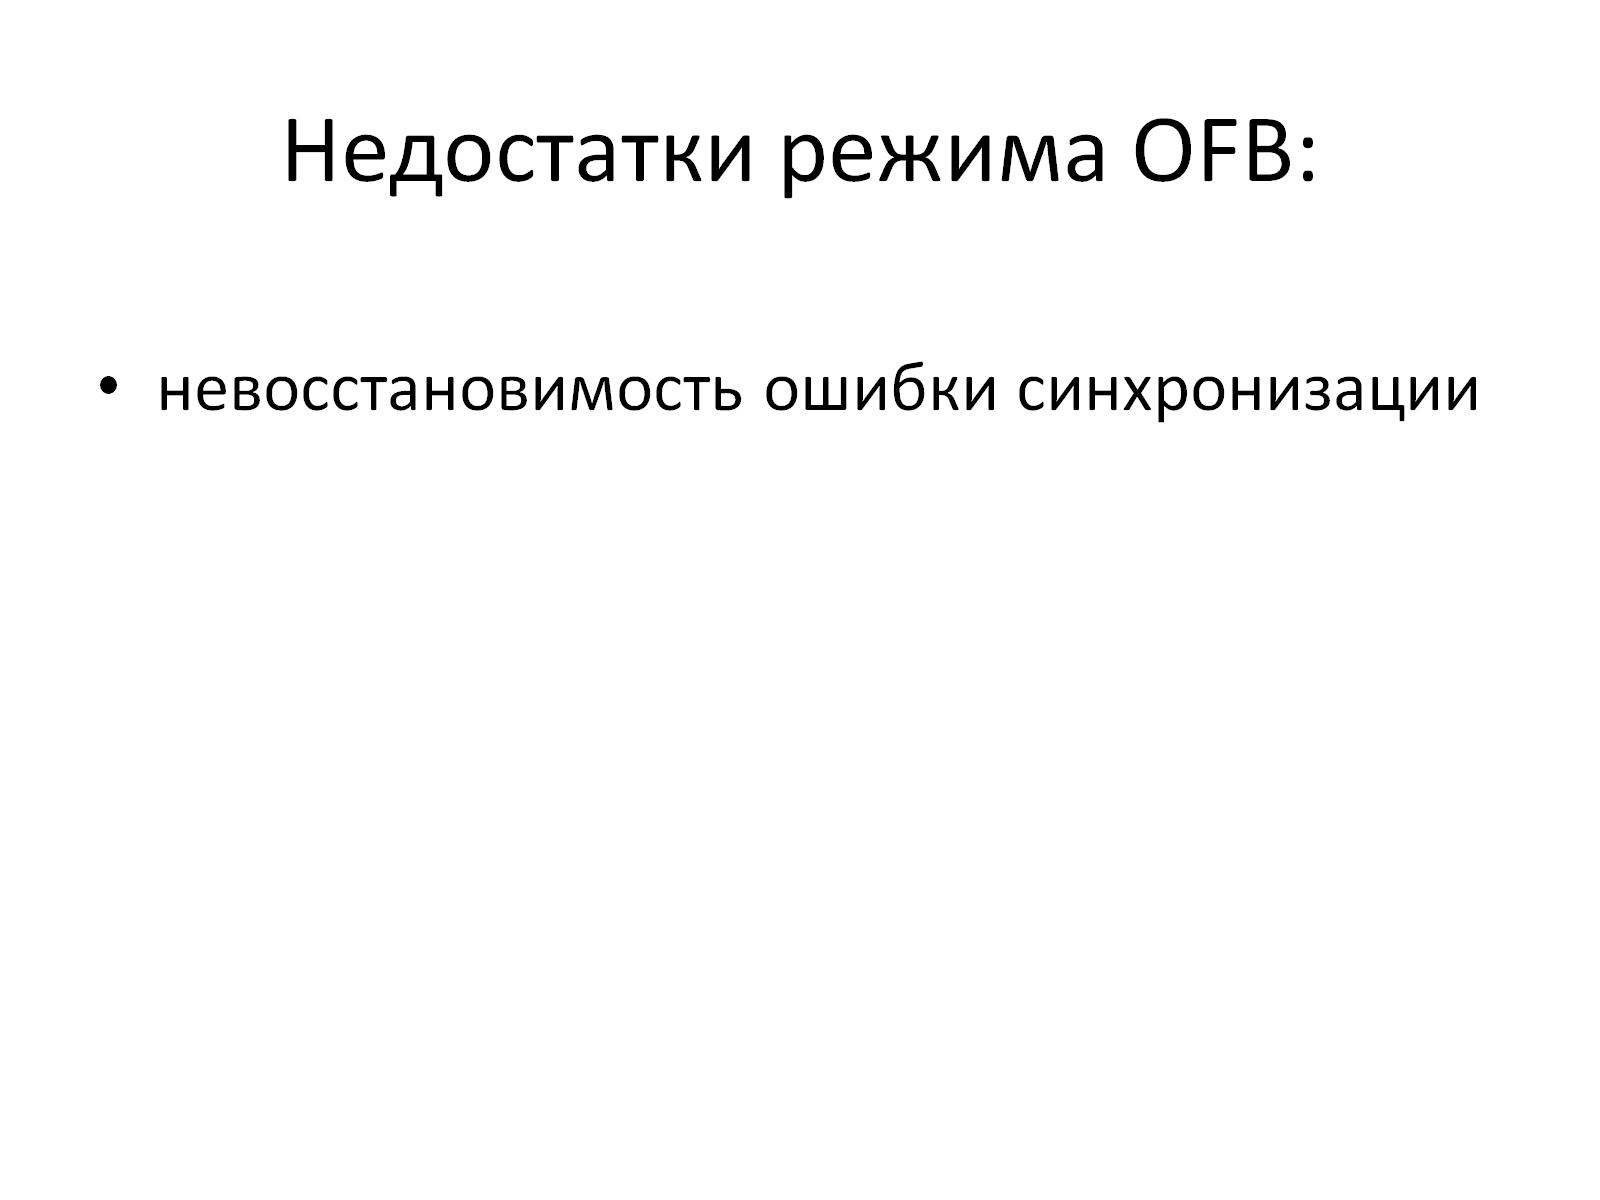 Недостатки режима OFB:
• невосстановимость ошибки синхронизации